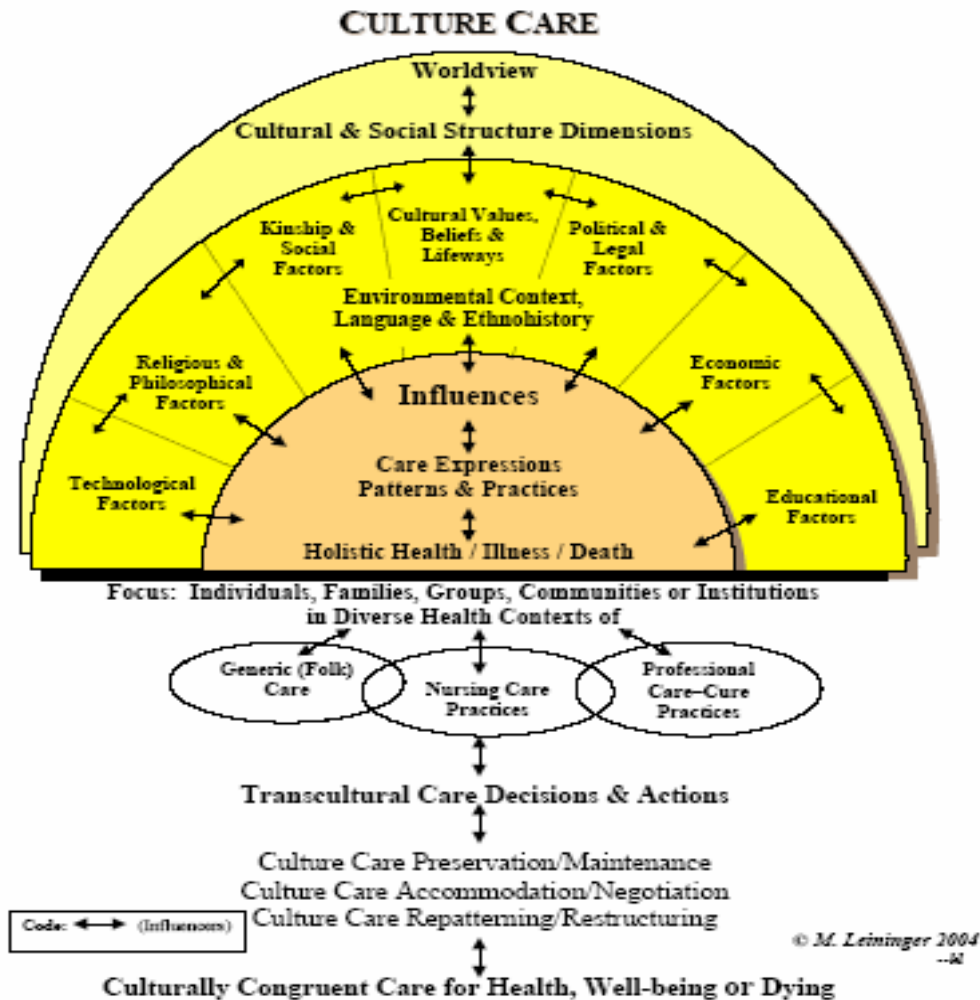 CULTURE CARE
Worldview
Cultural & Social Structure Dimensions
Kinship &
Social
Factors
Cultural Values,
Beliefs &
Lifeways
Political &
Legal
Factors
Environmental Context,
Language & Ethnohistory
Religious &
Philosophical
Factors
Economic
Factors
Influences
Care Expressions
Patterns & Practices
Technological
Factors
Educational
Factors
Holistic Health / Illness / Death
Focus: Individuals, Families, Groups, Communities or Institutions
in Diverse Health Contexts of
Generic (Folk)
Care
Nursing Care
Practices
Professional
Care–Cure
Practices
Transcultural Care Decisions & Actions
Culture Care Preservation/Maintenance
Culture Care Accommodation/Negotiation
Culture Care Repatterning/Restructuring
Code: (Influencers)
© M. Leininger 2004
Culturally Congruent Care for Health, Well-being or Dying